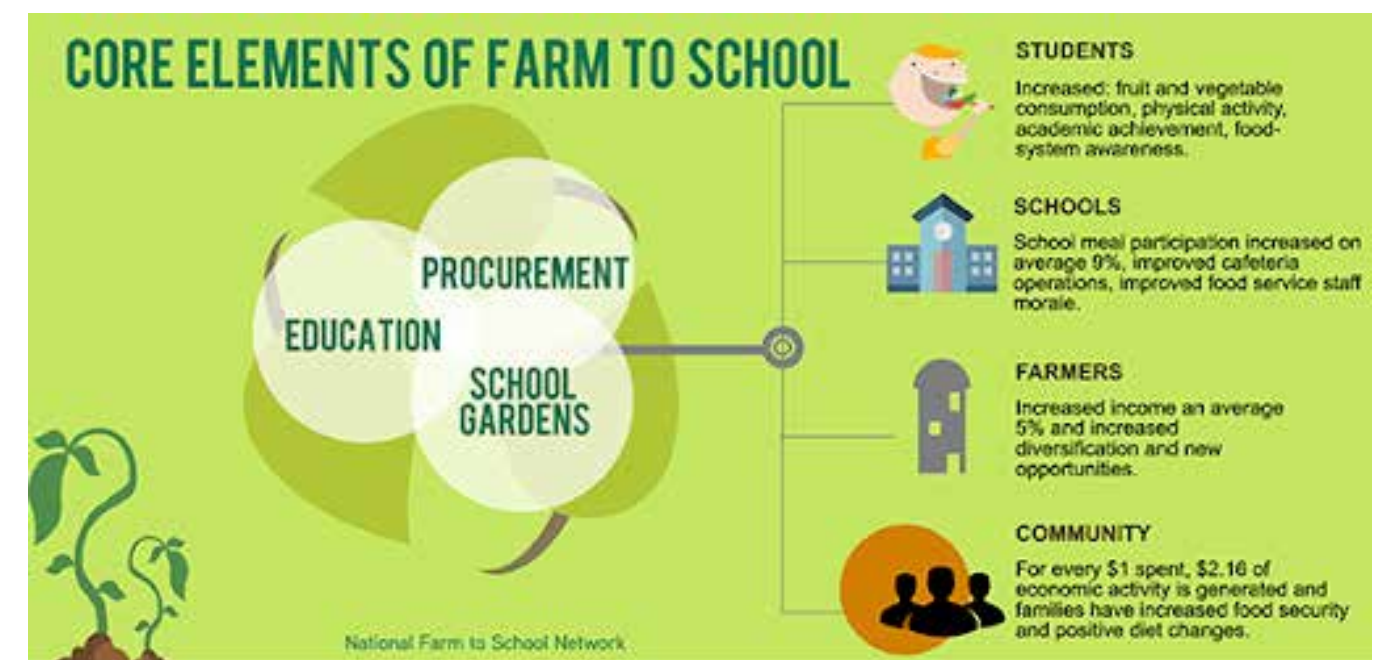 CORE ELEMENTS OF FARM TO SCHOOL
PROCUREMENT
EDUCATION
SCHOOL
GARDENS
National Farm to School Network
STUDENTS
Increased: fruit and vegetable
consumption, physical activity,
academic achievement, food-
system awareness.
SCHOOLS
School meal participation increased on
average 9%, improved cafeteria
operations, improved food service staff
morale.
FARMERS
Increased income an average
5% and increased
diversification and new
opportunities.
COMMUNITY
For every $1 spent, $2.16 of
economic activity is generated and
families have increased food security
and positive diet changes.